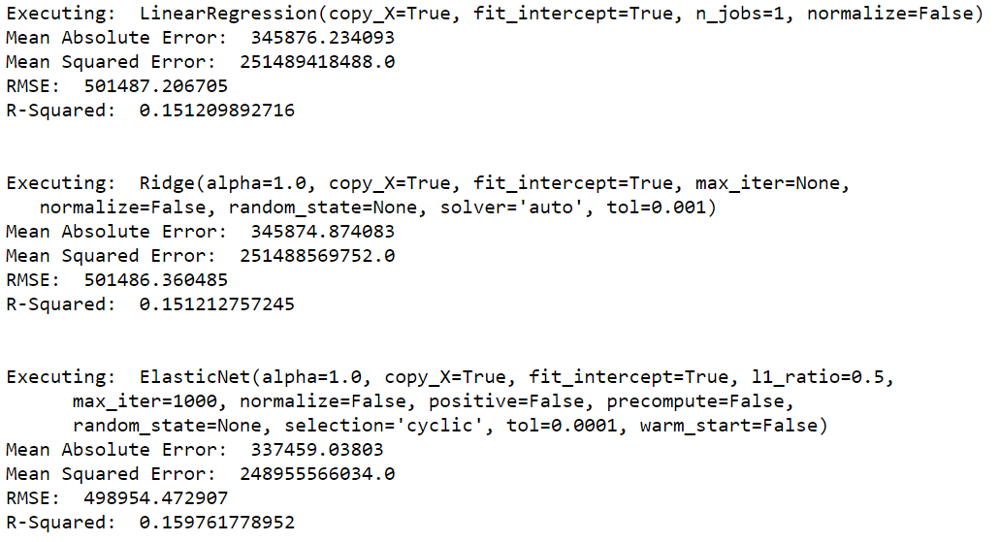 Executing:  LinearRegression(copy_X=True, fit_intercept=True, n_jobs=1, normalize=False)
Mean Absolute Error:  345876.234093
Mean Squared Error:  251489418488.0
RMSE:  501487.206705
R-Squared:  0.151209892716
Executing:  Ridge(alpha=1.0, copy_X=True, fit_intercept=True, max_iter=None,
normalize=False, random_state=None, solver='auto', tol=0.001)
Mean Absolute Error:  345874.874083
Mean Squared Error:  251488569752.0
RMSE:  501486.360485
R-Squared:  0.151212757245
Executing:  ElasticNet(alpha=1.0, copy_X=True, fit_intercept=True, l1_ratio=0.5,
max_iter=1000, normalize=False, positive=False, precompute=False,
random_state=None, selection='cyclic', tol=0.0001, warm_start=False)
Mean Absolute Error:  337459.03803
Mean Squared Error:  248955566034.0
RMSE:  498954.472907
R-Squared:  0.159761778952